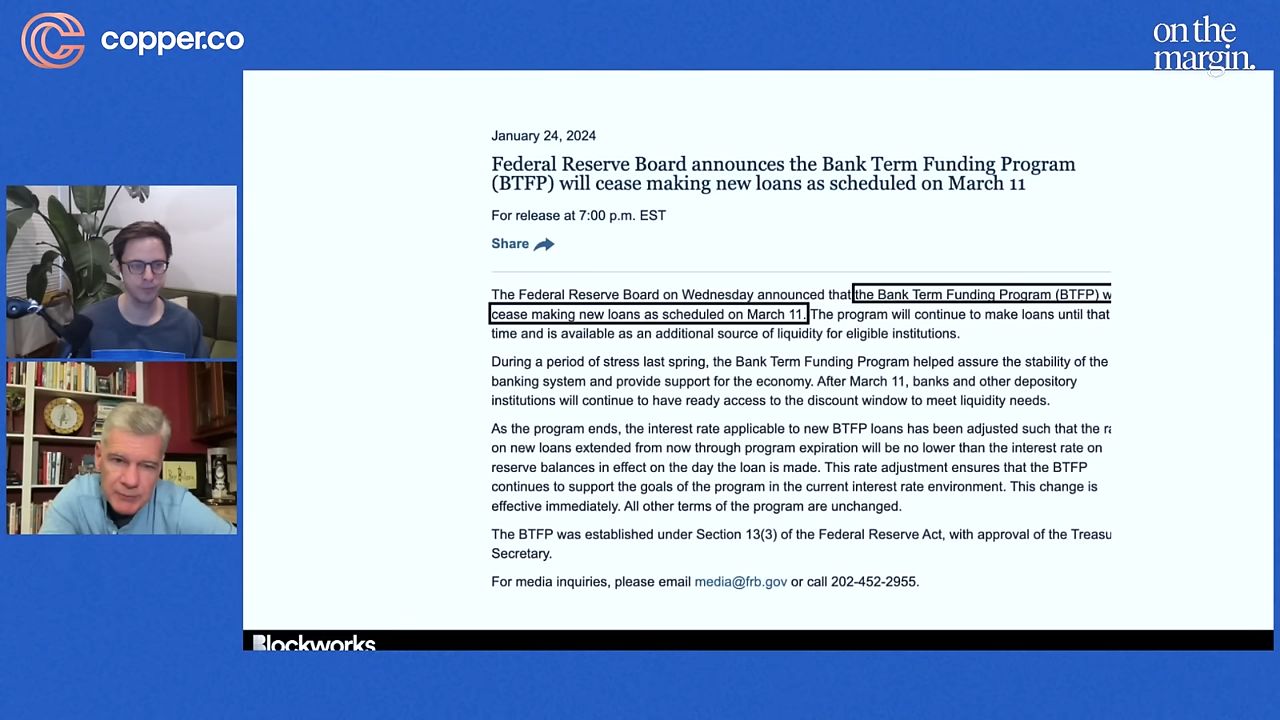 copper.co
on the
margin.
January 24, 2024
Federal Reserve Board announces the Bank Term Funding Program
(BTFP) will cease making new loans as scheduled on March 11
For release at 7:00 p.m. EST
Share
The Federal Reserve Board on Wednesday announced that the Bank Term Funding Program (BTFP) w
cease making new loans as scheduled on March 11. The program will continue to make loans until that
time and is available as an additional source of liquidity for eligible institutions.
During a period of stress last spring, the Bank Term Funding Program helped assure the stability of the
banking system and provide support for the economy. After March 11, banks and other depository
institutions will continue to have ready access to the discount window to meet liquidity needs.
As the program ends, the interest rate applicable to new BTFP loans has been adjusted such that the ra
on new loans extended from now through program expiration will be no lower than the interest rate on
reserve balances in effect on the day the loan is made. This rate adjustment ensures that the BTFP
continues to support the goals of the program in the current interest rate environment. This change is
effective immediately. All other terms of the program are unchanged.
The BTFP was established under Section 13(3) of the Federal Reserve Act, with approval of the Treasu
Secretary.
For media inquiries, please email media@frb.gov or call 202-452-2955.
Blockworks